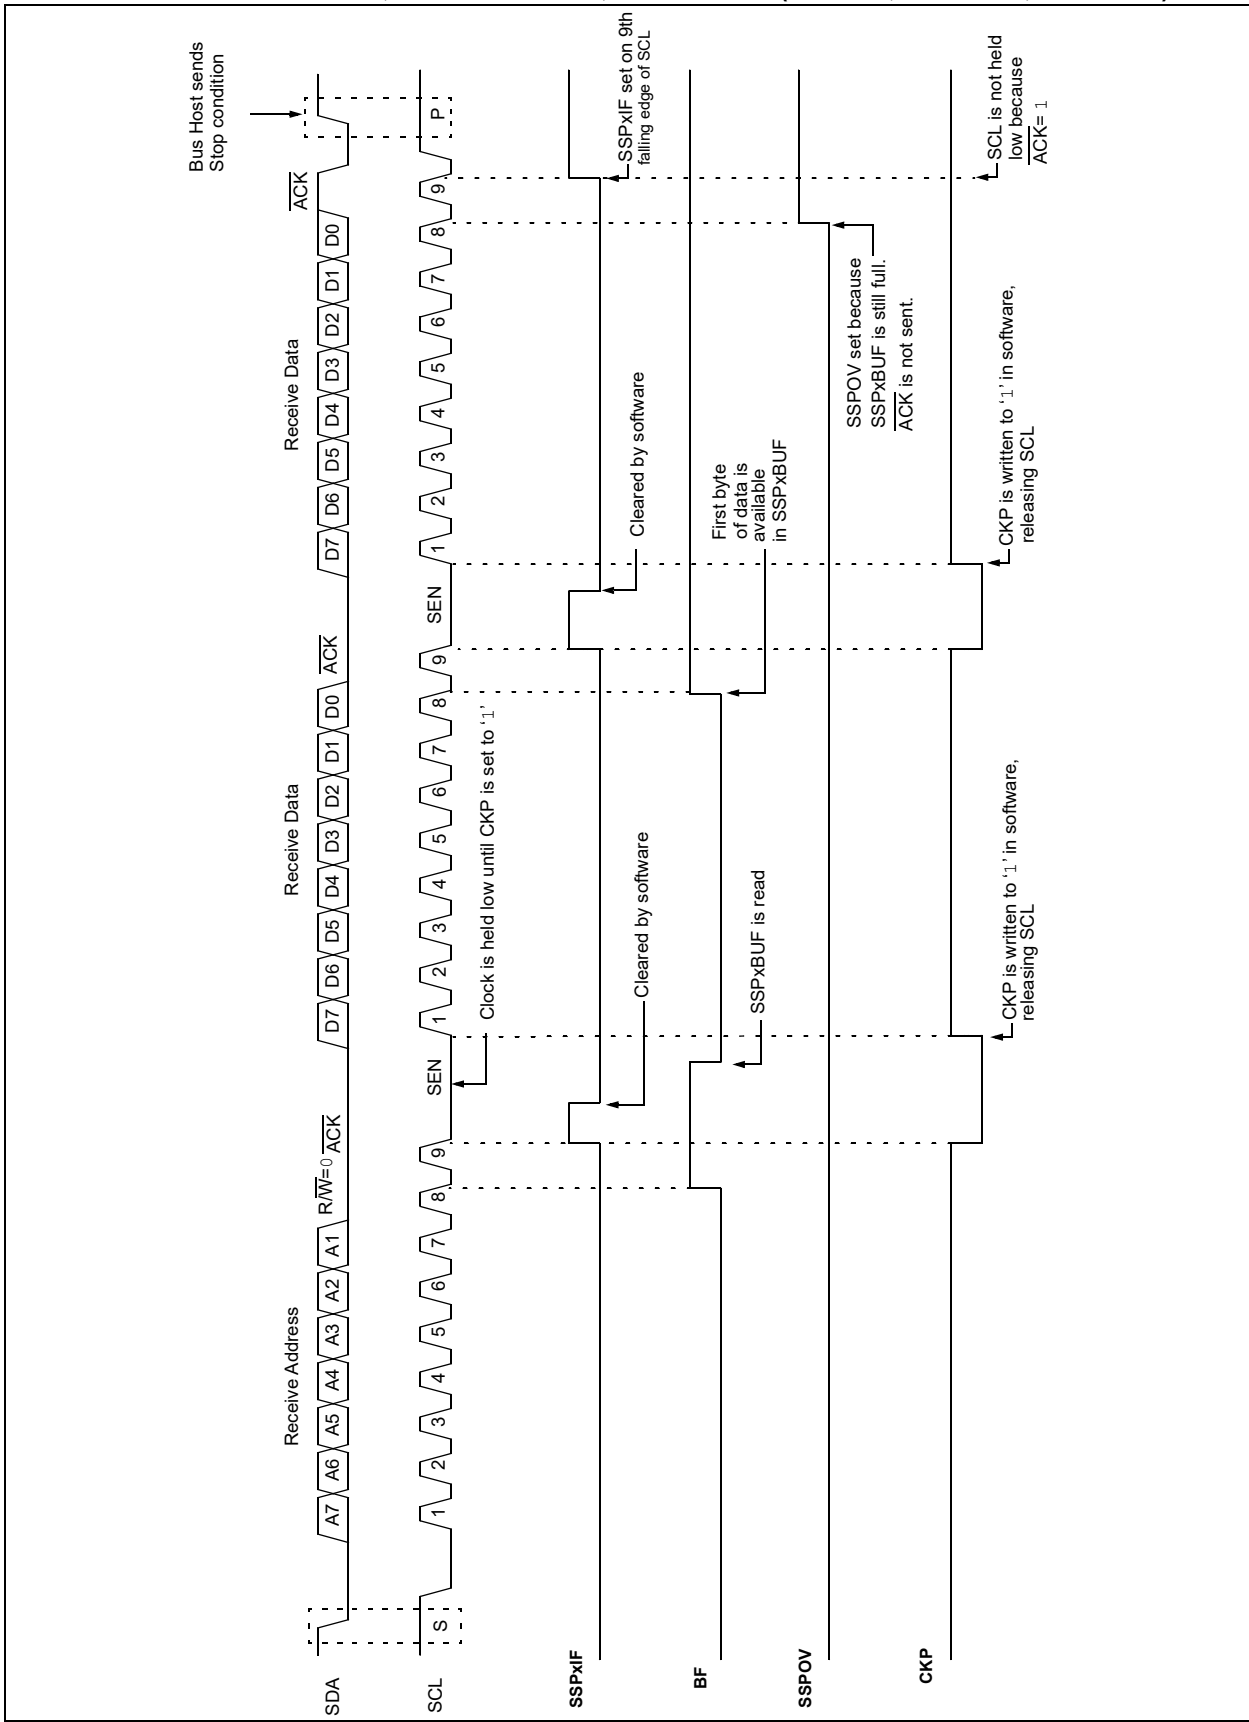 Bus Host sends
Stop condition
Receive Address
Receive Data
Receive Data
ACK
SDA
A7 A6 A5 A4 A3 A2 A1 R/W=0 ACK D7 D6 D5 D4 D3 D2 D1 D0 ACK D7 D6 D5 D4 D3 D2 D1 D0
SCL
S 1 2 3 4 5 6 7 8 9 SEN 1 2 3 4 5 6 7 8 9 SEN 1 2 3 4 5 6 7 8 9 P
Clock is held low until CKP is set to ‘1’
SSPxIF
Cleared by software
Cleared by software
SSPxIF set on 9th
falling edge of SCL
BF
SSPxBUF is read
First byte
of data is
available
in SSPxBUF
SSPOV
SSPOV set because
SSPxBUF is still full.
ACK is not sent.
CKP
CKP is written to ‘1’ in software,
releasing SCL
CKP is written to ‘1’ in software,
releasing SCL
SCL is not held
low because
ACK= 1